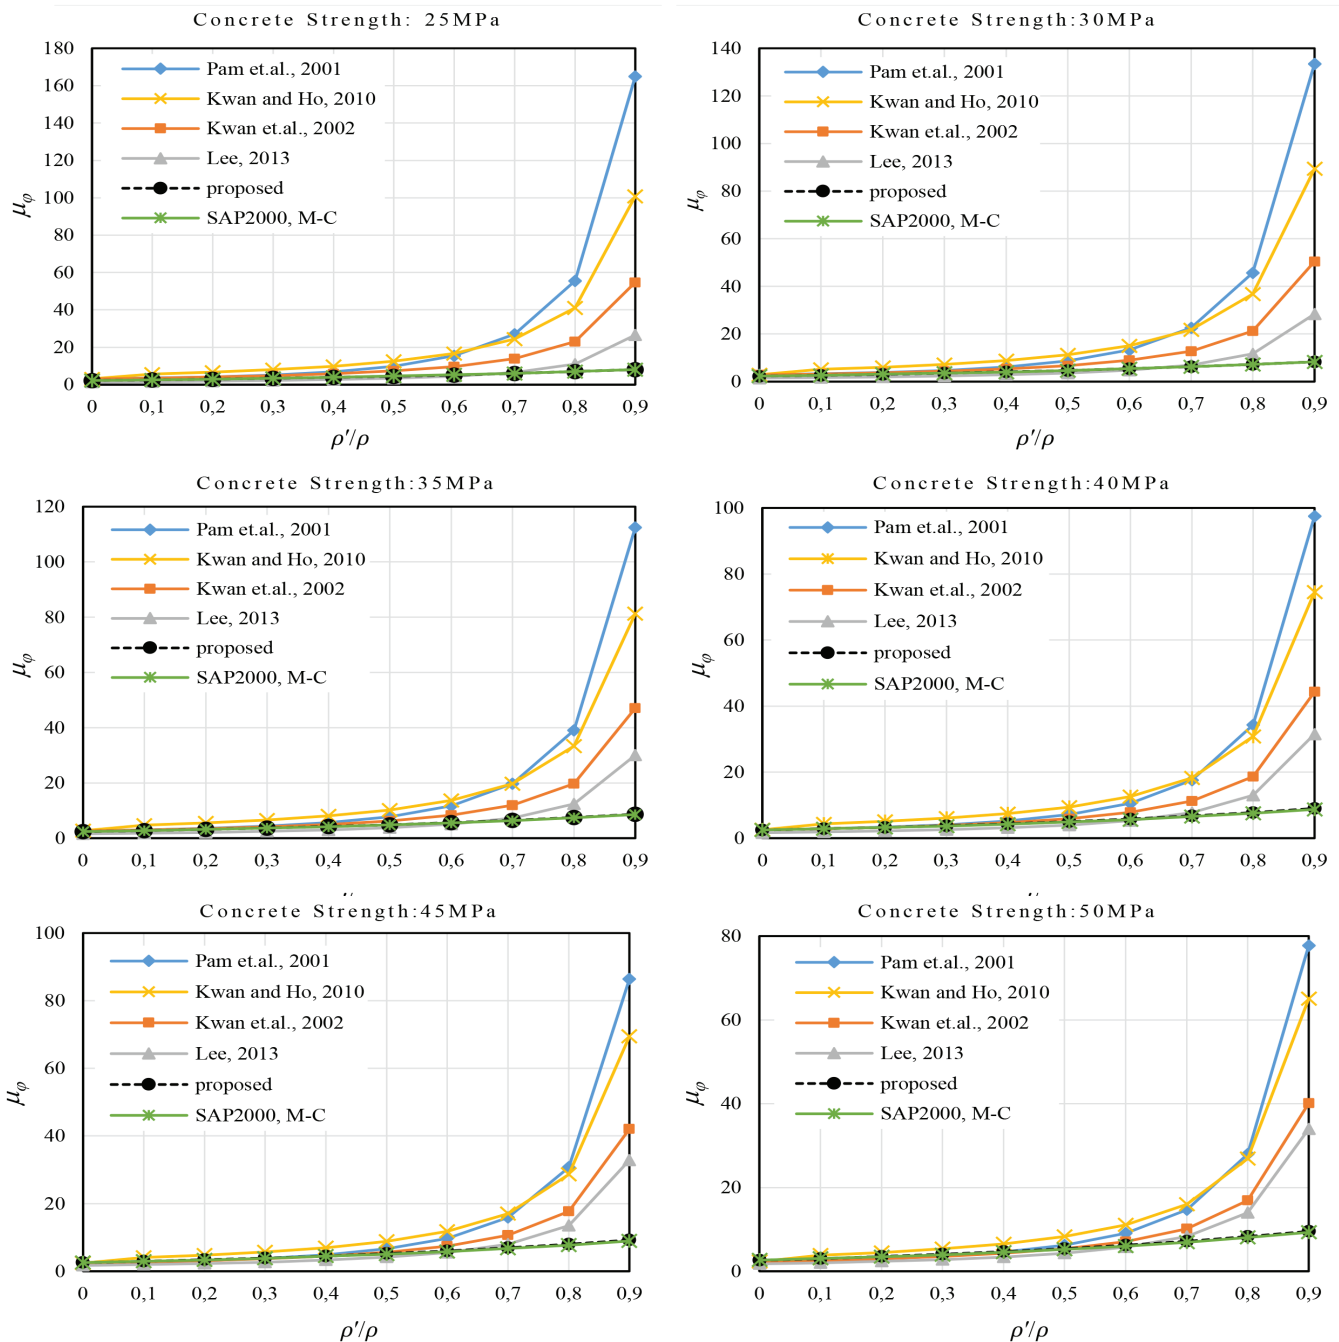 Concrete Strength: 25MPa
180
160
140
120
100
80
60
40
20
0
μφ
Pam et.al., 2001
Kwan and Ho, 2010
Kwan et.al., 2002
Lee, 2013
proposed
SAP2000, M-C
0 0,1 0,2 0,3 0,4 0,5 0,6 0,7 0,8 0,9
ρ′/ρ
Concrete Strength:30MPa
140
120
100
80
60
40
20
0
μφ
Pam et.al., 2001
Kwan and Ho, 2010
Kwan et.al., 2002
Lee, 2013
proposed
SAP2000, M-C
0 0,1 0,2 0,3 0,4 0,5 0,6 0,7 0,8 0,9
ρ′/ρ
Concrete Strength:35MPa
120
100
80
60
40
20
0
μφ
Pam et.al., 2001
Kwan and Ho, 2010
Kwan et.al., 2002
Lee, 2013
proposed
SAP2000, M-C
0 0,1 0,2 0,3 0,4 0,5 0,6 0,7 0,8 0,9
Concrete Strength:40MPa
100
80
60
40
20
0
μφ
Pam et.al., 2001
Kwan and Ho, 2010
Kwan et.al., 2002
Lee, 2013
proposed
SAP2000, M-C
0 0,1 0,2 0,3 0,4 0,5 0,6 0,7 0,8 0,9
Concrete Strength:45MPa
100
80
60
40
20
0
μφ
Pam et.al., 2001
Kwan and Ho, 2010
Kwan et.al., 2002
Lee, 2013
proposed
SAP2000, M-C
0 0,1 0,2 0,3 0,4 0,5 0,6 0,7 0,8 0,9
ρ′/ρ
Concrete Strength:50MPa
80
60
40
20
0
μφ
Pam et.al., 2001
Kwan and Ho, 2010
Kwan et.al., 2002
Lee, 2013
proposed
SAP2000, M-C
0 0,1 0,2 0,3 0,4 0,5 0,6 0,7 0,8 0,9
ρ′/ρ